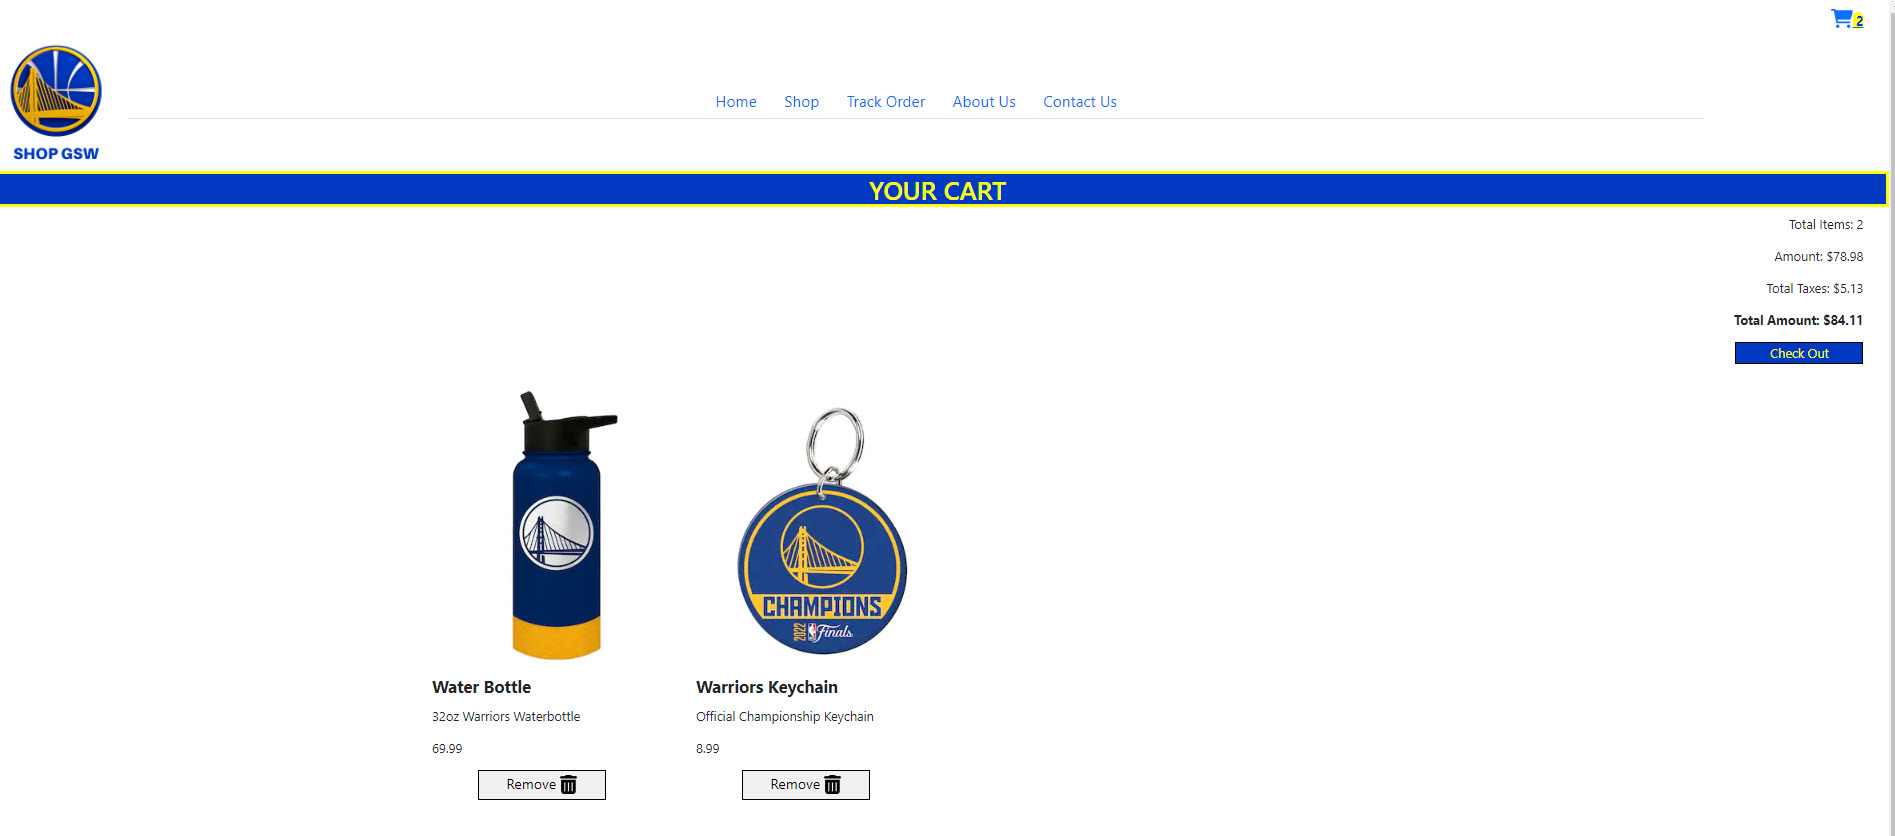 2
SHOP GSW
Home Shop Track Order About Us Contact Us
YOUR CART
Total Items: 2
Amount: $78.98
Total Taxes: $5.13
Total Amount: $84.11
Check Out
CHAMPIONS
2022 Finals
Water Bottle
32oz Warriors Waterbottle
69.99
Remove
Warriors Keychain
Official Championship Keychain
8.99
Remove